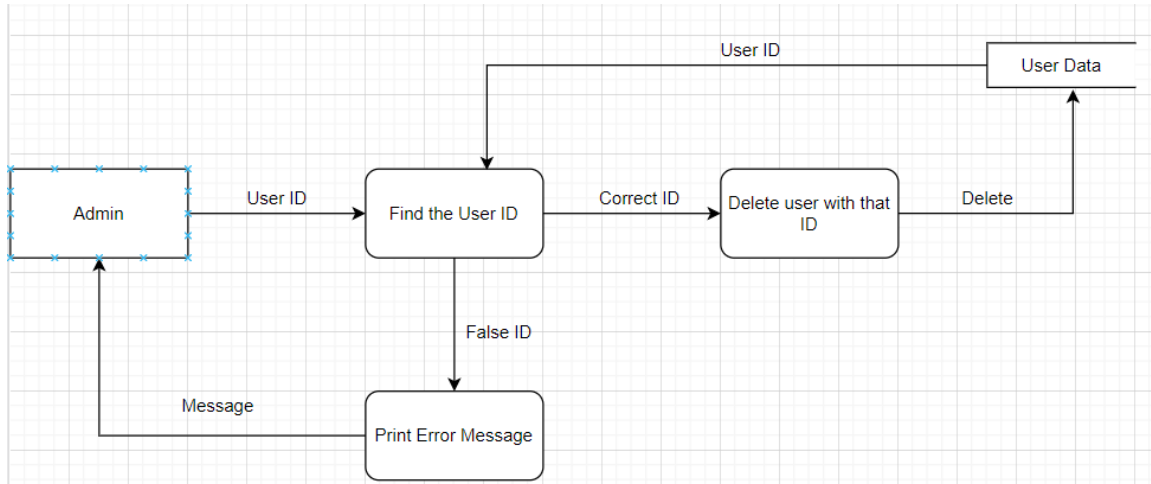 User ID
User Data
Admin
User ID
Find the User ID
Correct ID
Delete user with that
ID
Delete
False ID
Message
Print Error Message